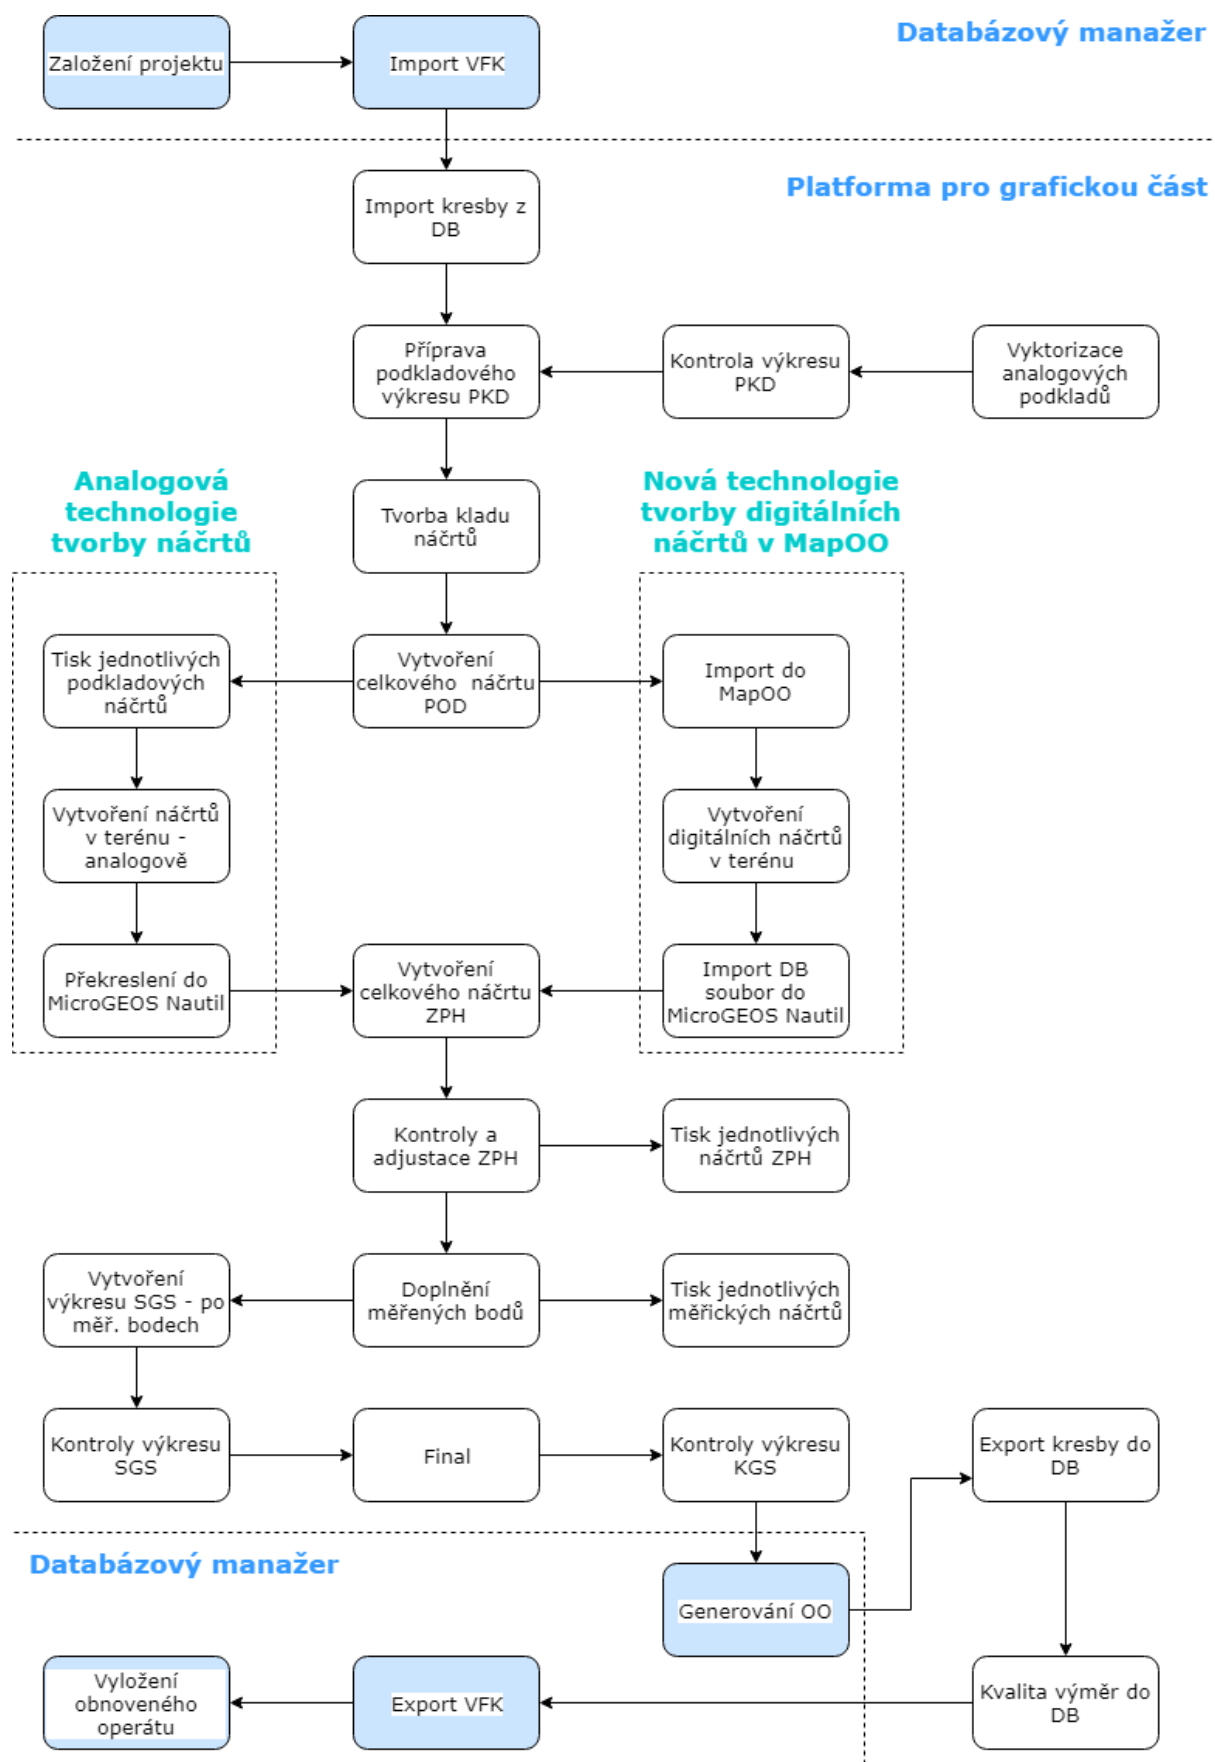 Databázový manažer
Založení projektu
Import VFK
Platforma pro grafickou část
Import kresby z
DB
Příprava
podkladového
výkresu PKD
Kontrola výkresu
PKD
Vyktorizace
analogových
podkladů
Analogová
technologie
tvorby náčrtů
Tvorba kladu
náčrtů
Nová technologie
tvorby digitálních
náčrtů v MapOO
Tisk jednotlivých
podkladových
náčrtů
Vytvoření
celkového náčrtu
POD
Import do
MapOO
Vytvoření náčrtů
v terénu -
analogově
Vytvoření
digitálních náčrtů
v terénu
Překreslení do
MicroGEOS Nautil
Vytvoření
celkového náčrtu
ZPH
Import DB
soubor do
MicroGEOS Nautil
Kontroly a
adjustace ZPH
Tisk jednotlivých
náčrtů ZPH
Vytvoření
výkresu SGS - po
měř. bodech
Doplnění
měřených bodů
Tisk jednotlivých
měřických náčrtů
Kontroly výkresu
SGS
Final
Kontroly výkresu
KGS
Export kresby do
DB
Databázový manažer
Generování OO
Vyložení
obnoveného
operátu
Export VFK
Kvalita výměr do
DB